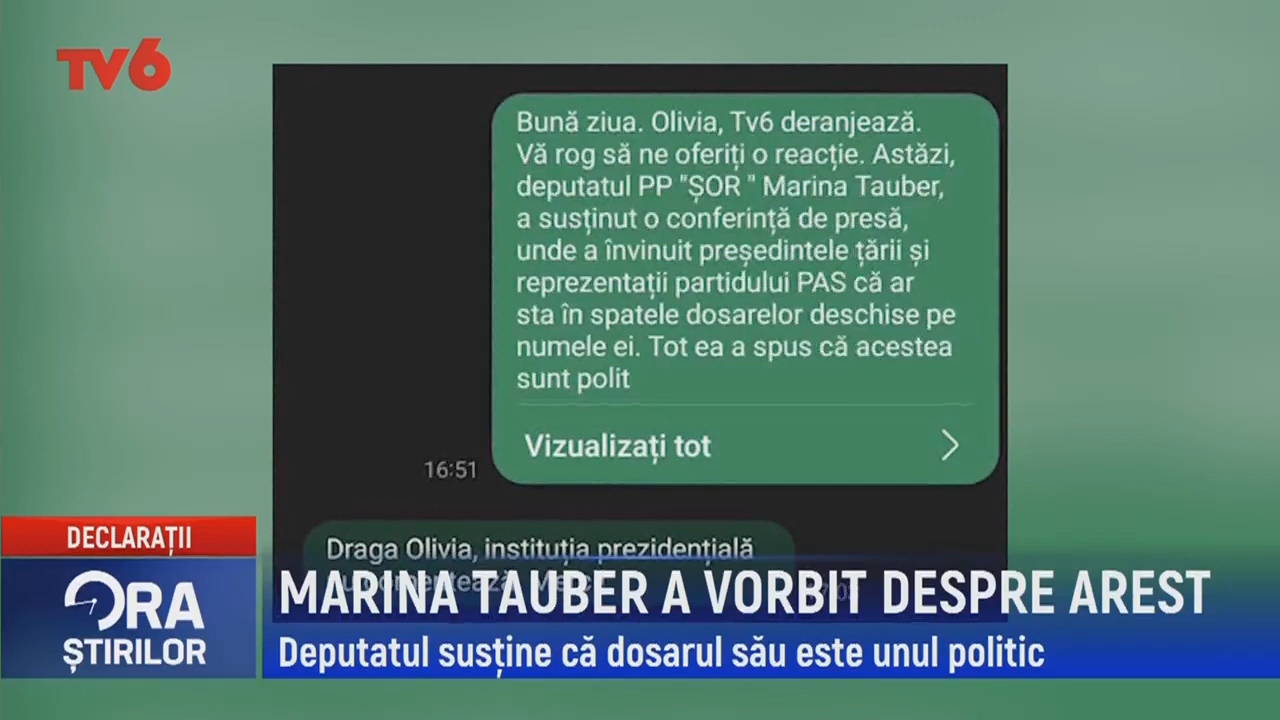 TV6
Bună ziua. Olivia, Tv6 deranjează.
Vă rog să ne oferiți o reacție. Astăzi,
deputatul PP "ȘOR " Marina Tauber,
a susținut o conferință de presă,
unde a învinuit președintele țării și
reprezentații partidului PAS că ar
sta în spatele dosarelor deschise pe
numele ei. Tot ea a spus că acestea
sunt polit
Vizualizați tot
16:51
Draga Olivia, instituția prezidențială
DECLARAȚII
ORA
ȘTIRILOR
MARINA TAUBER A VORBIT DESPRE AREST
Deputatul susține că dosarul său este unul politic